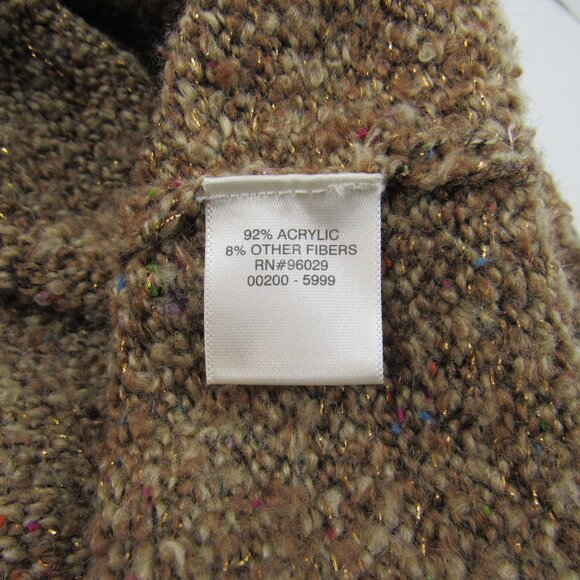 92% ACRYLIC
8% OTHER FIBERS
RN#96029
00200 - 5999